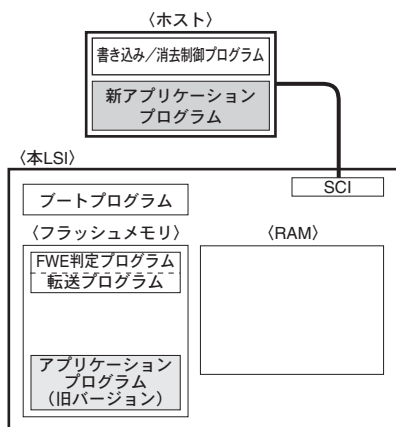 〈ホスト〉
書き込み／消去制御プログラム
新アプリケーション
プログラム
〈本LSI〉
SCI
ブートプログラム
〈フラッシュメモリ〉
〈RAM〉
FWE判定プログラム
転送プログラム
アプリケーション
プログラム
（旧バージョン）